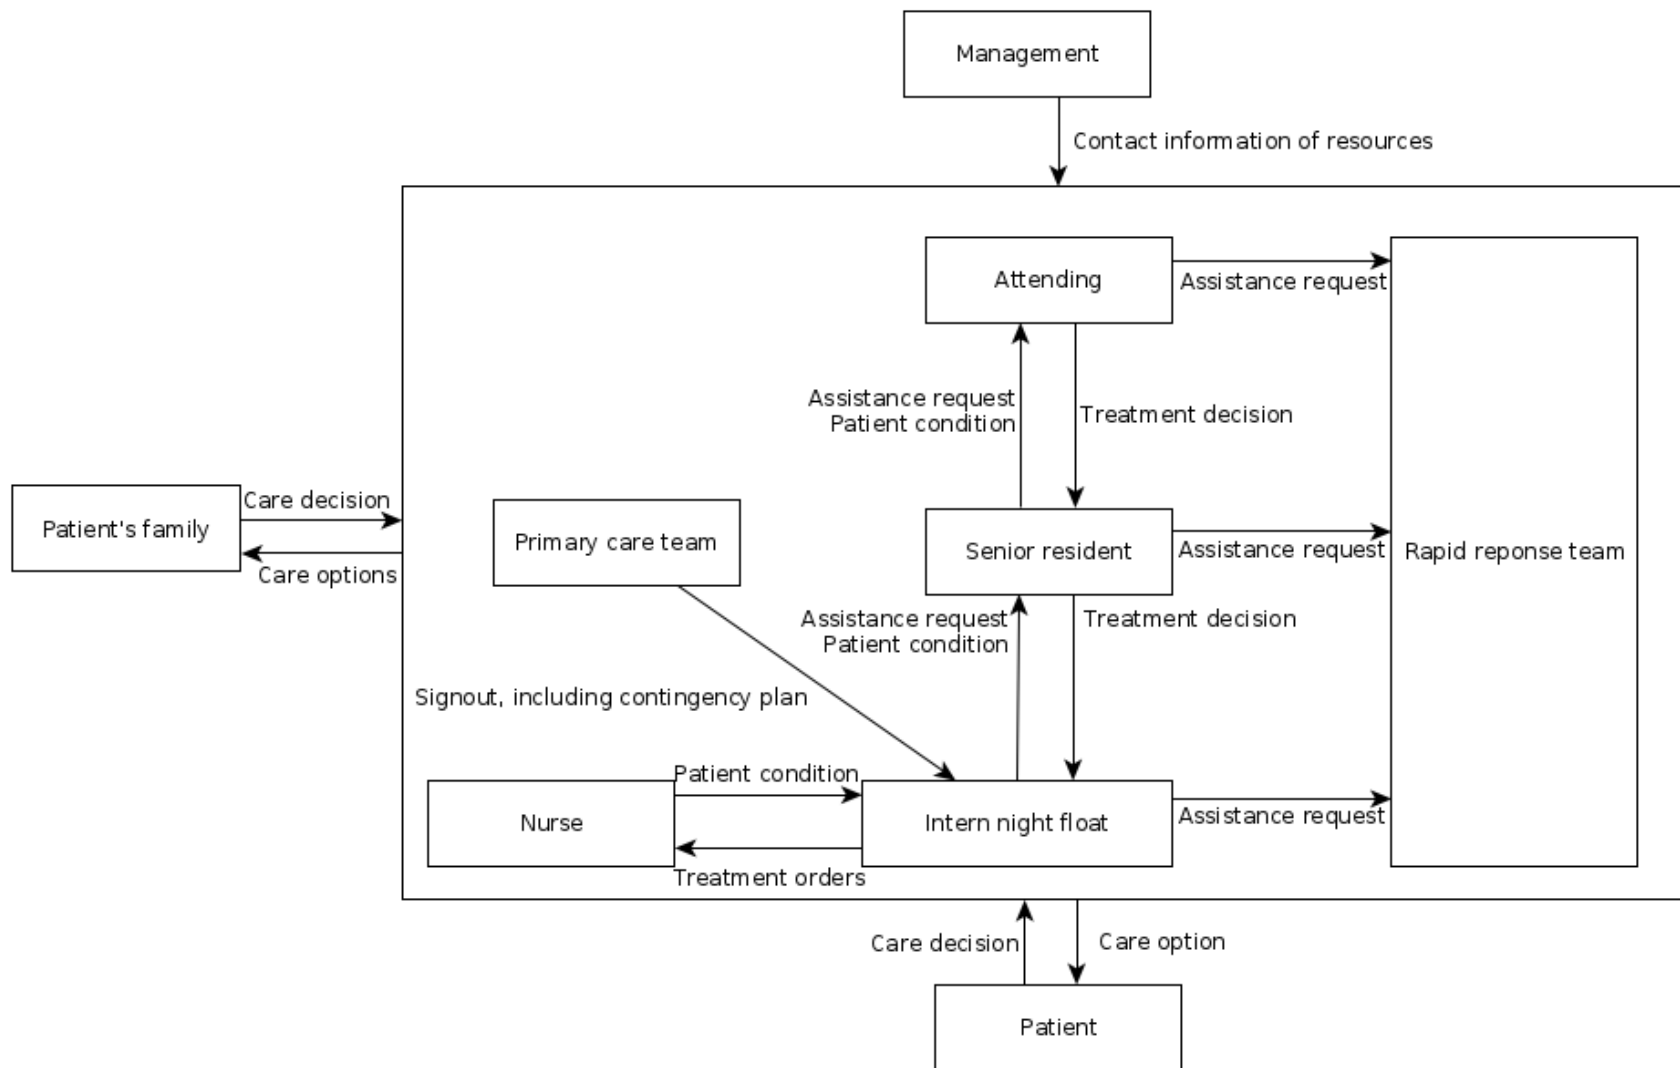 Management
Contact information of resources
Attending
Assistance request
Assistance request
Patient condition
Treatment decision
Care decision
Patient's family
Care options
Primary care team
Senior resident
Assistance request
Rapid reponse team
Assistance request
Patient condition
Treatment decision
Signout, including contingency plan
Patient condition
Nurse
Intern night float
Assistance request
Treatment orders
Care decision
Care option
Patient